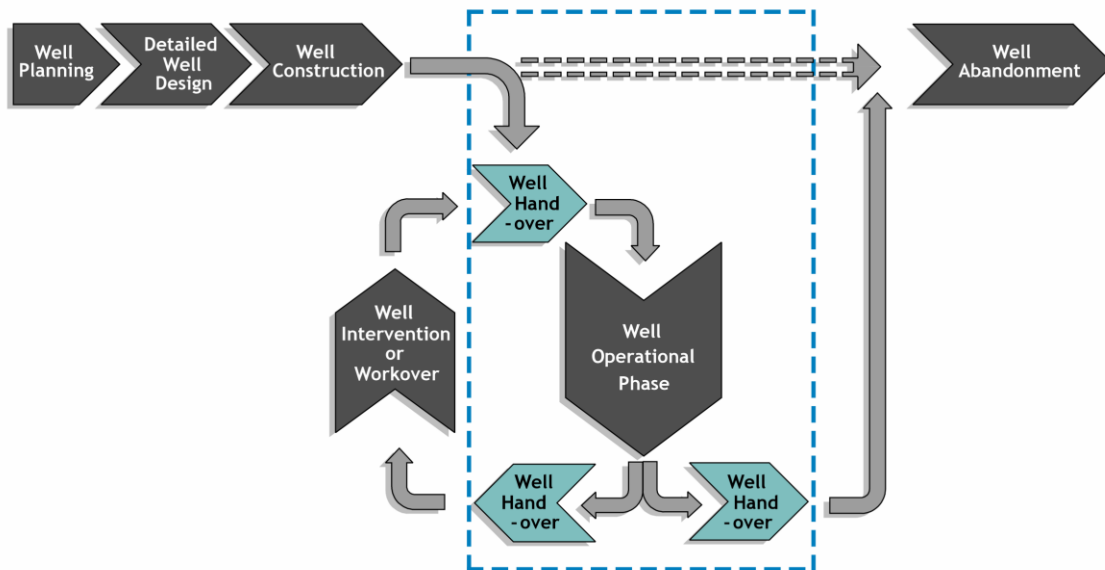 Well
Planning
Detailed
Well
Design
Well
Construction
Well
Abandonment
Well
Hand
-over
Well
Intervention
or
Workover
Well
Operational
Phase
Well
Hand
-over
Well
Hand
-over